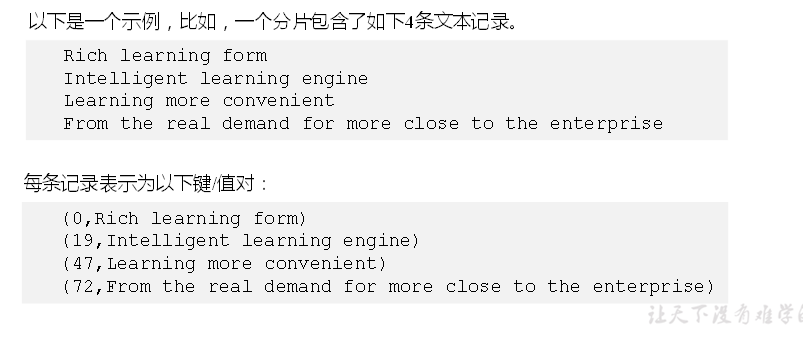 以下是一个示例，比如，一个分片包含了如下4条文本记录。
Rich learning form
Intelligent learning engine
Learning more convenient
From the real demand for more close to the enterprise
每条记录表示为以下键/值对：
(0,Rich learning form)
(19,Intelligent learning engine)
(47,Learning more convenient)
(72,From the real demand for more close to the enterprise)
让天下没有难学的